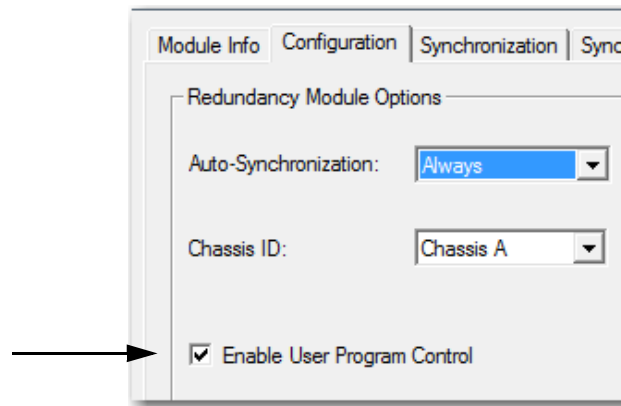 Module Info Configuration Synchronization
Redundancy Module Options
Auto-Synchronization: Always
Chassis ID: Chassis A
Enable User Program Control